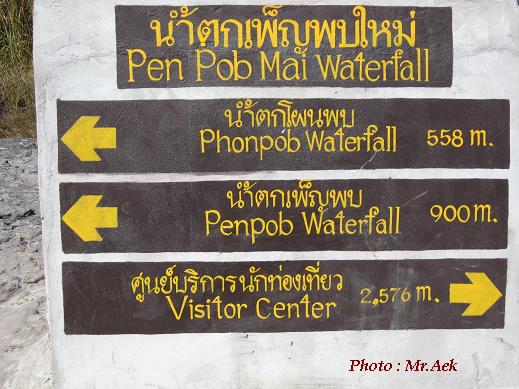 น้ำตกเพ็ญพบใหม่
Pen Pob Mai Waterfall
น้ำตกโผนพบ
Phonpob Waterfall 558 m.
น้ำตกเพ็ญพบ
Penpob Waterfall 900 m.
ศูนย์บริการนักท่องเที่ยว
Visitor Center 2,576 m.
Photo : Mr.Aek